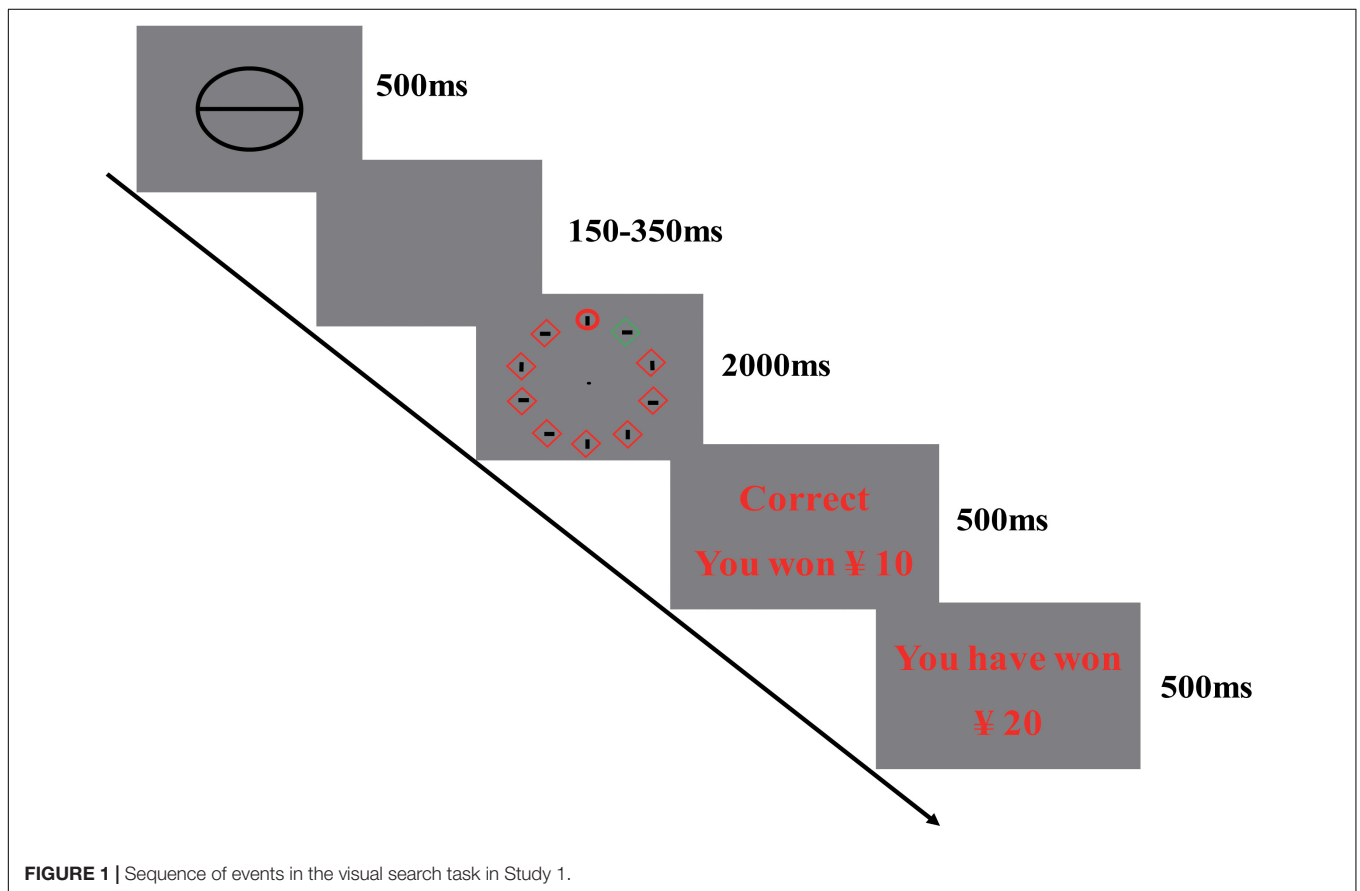 500ms
150-350ms
2000ms
Correct
You won ¥ 10
500ms
You have won
¥ 20
500ms
FIGURE 1 | Sequence of events in the visual search task in Study 1.